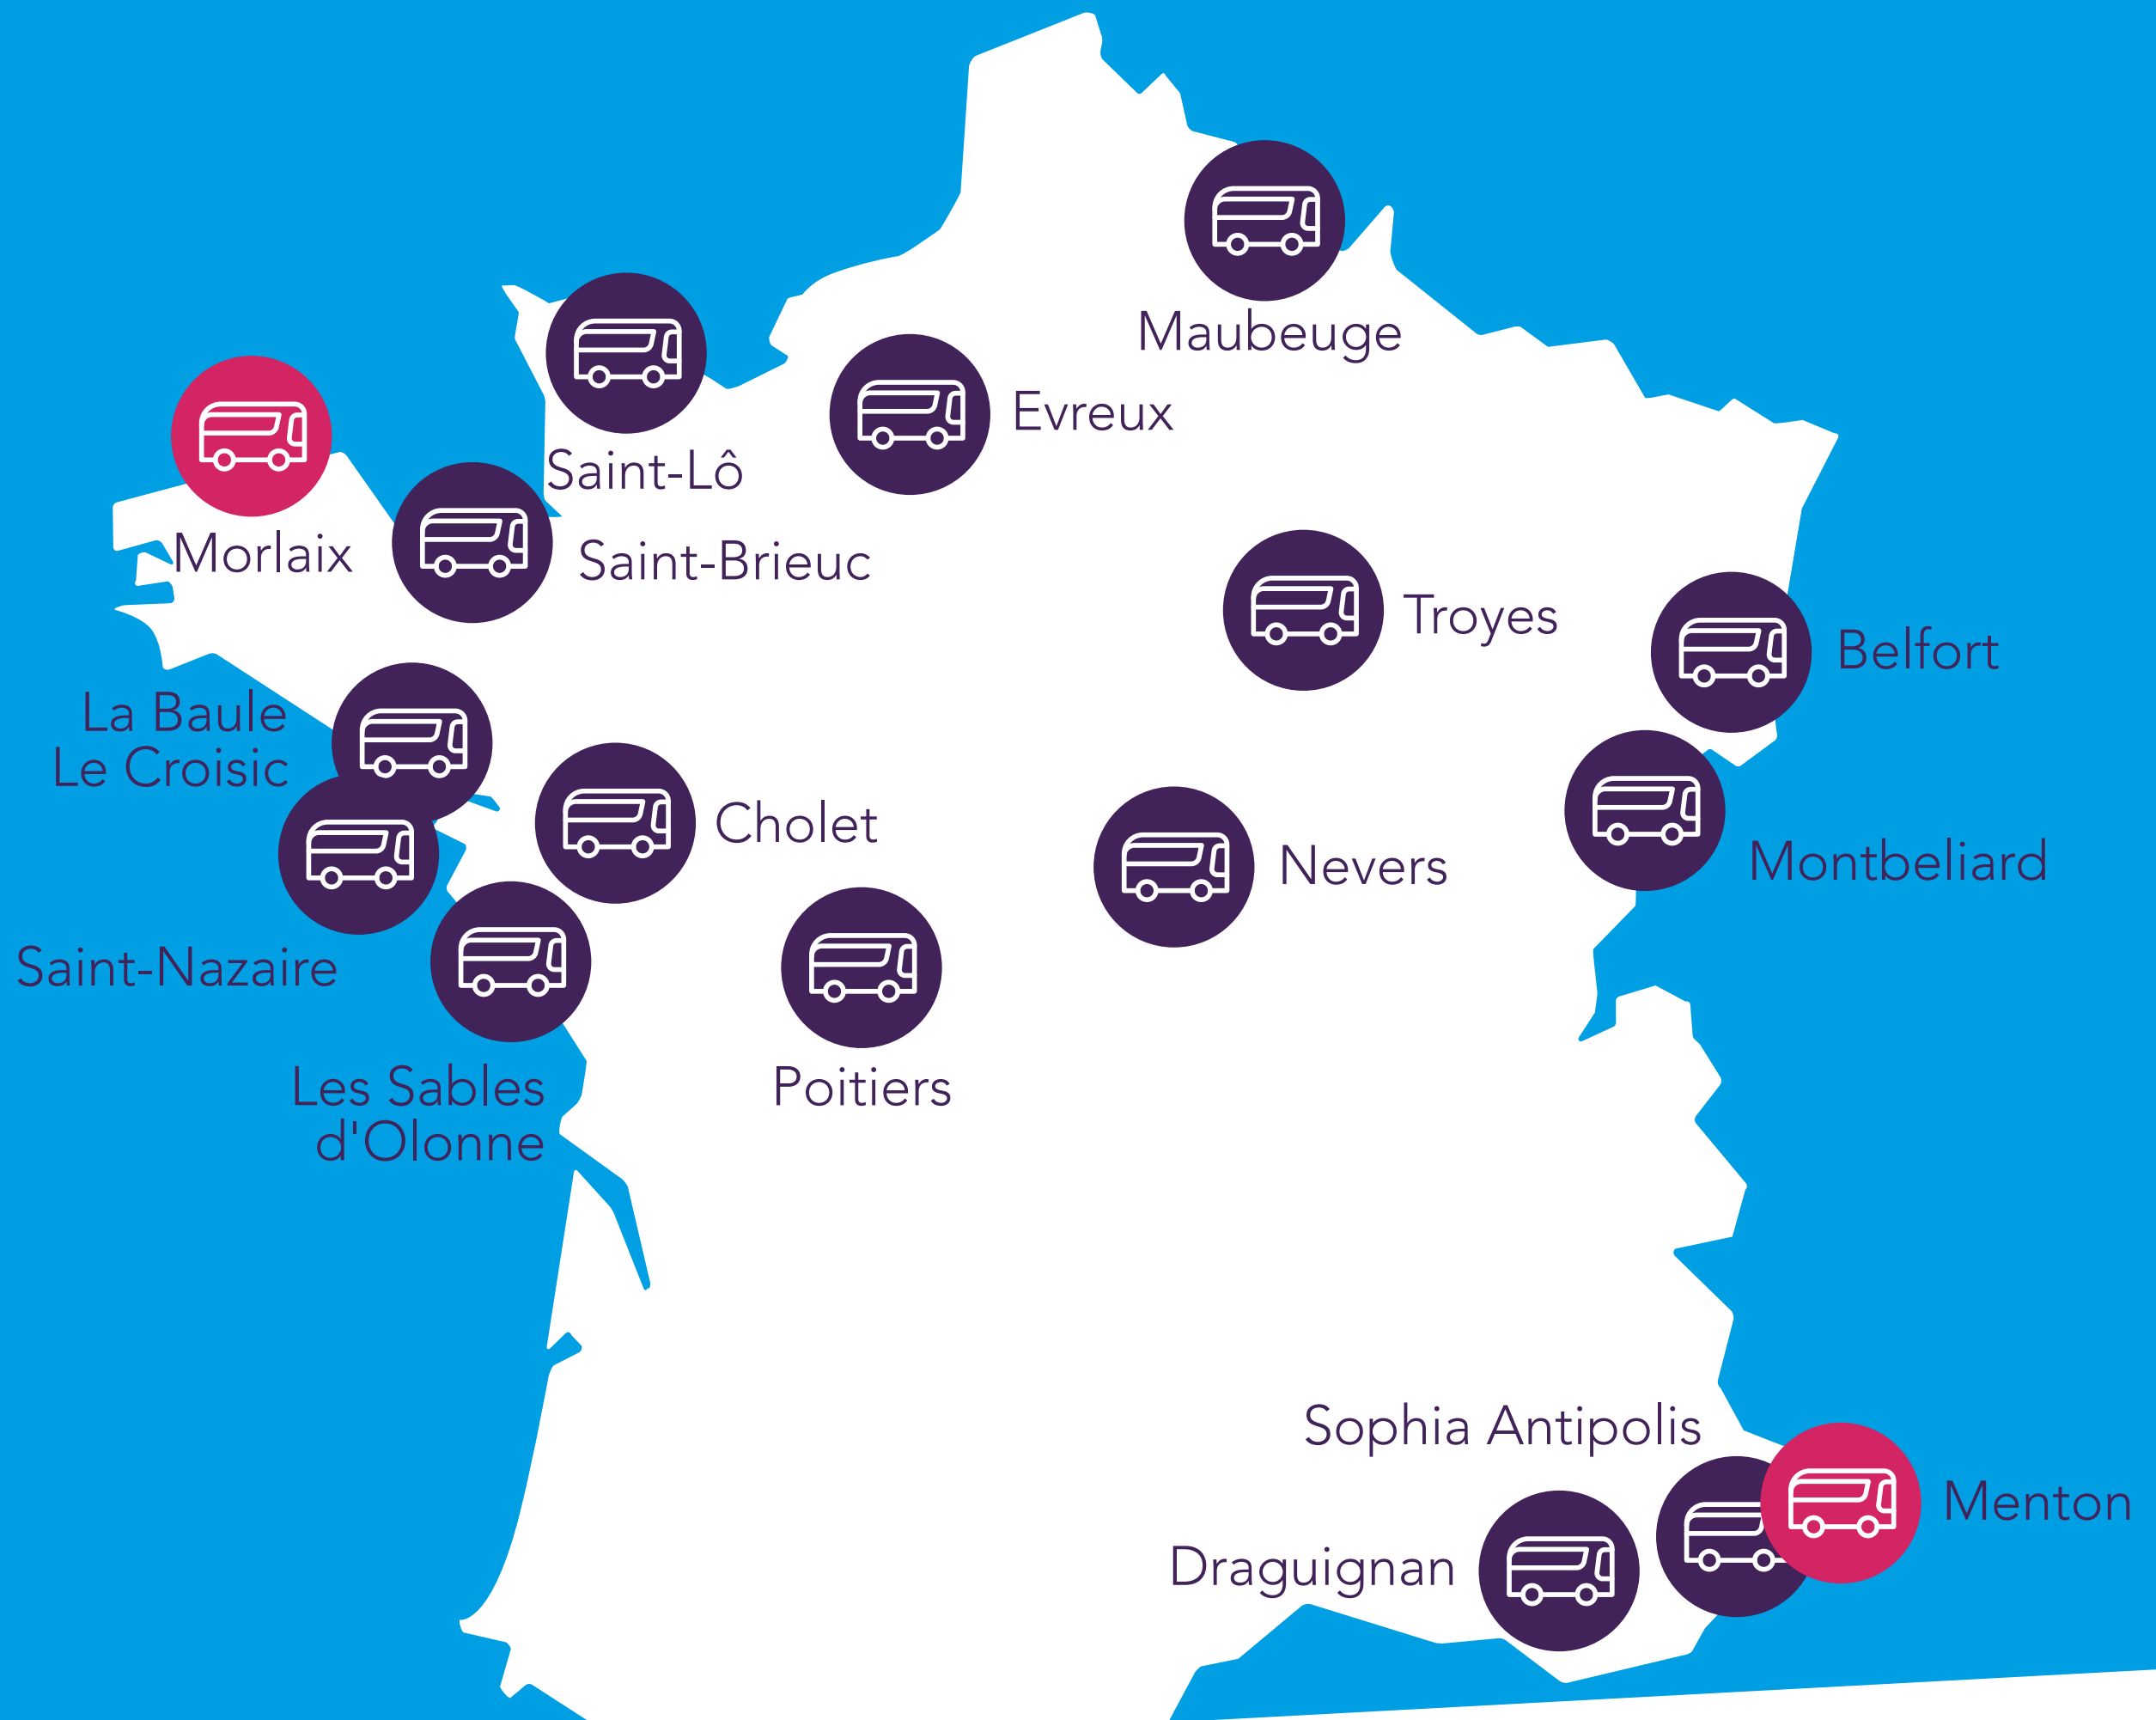 Maubeuge
Evreux
Saint-Lô
Morlaix
Saint-Brieuc
Troyes
Belfort
La Baule
Le Croisic
Cholet
Nevers
Montbeliard
Saint-Nazaire
Les Sables
d'Olonne
Poitiers
Sophia Antipolis
Menton
Draguignan